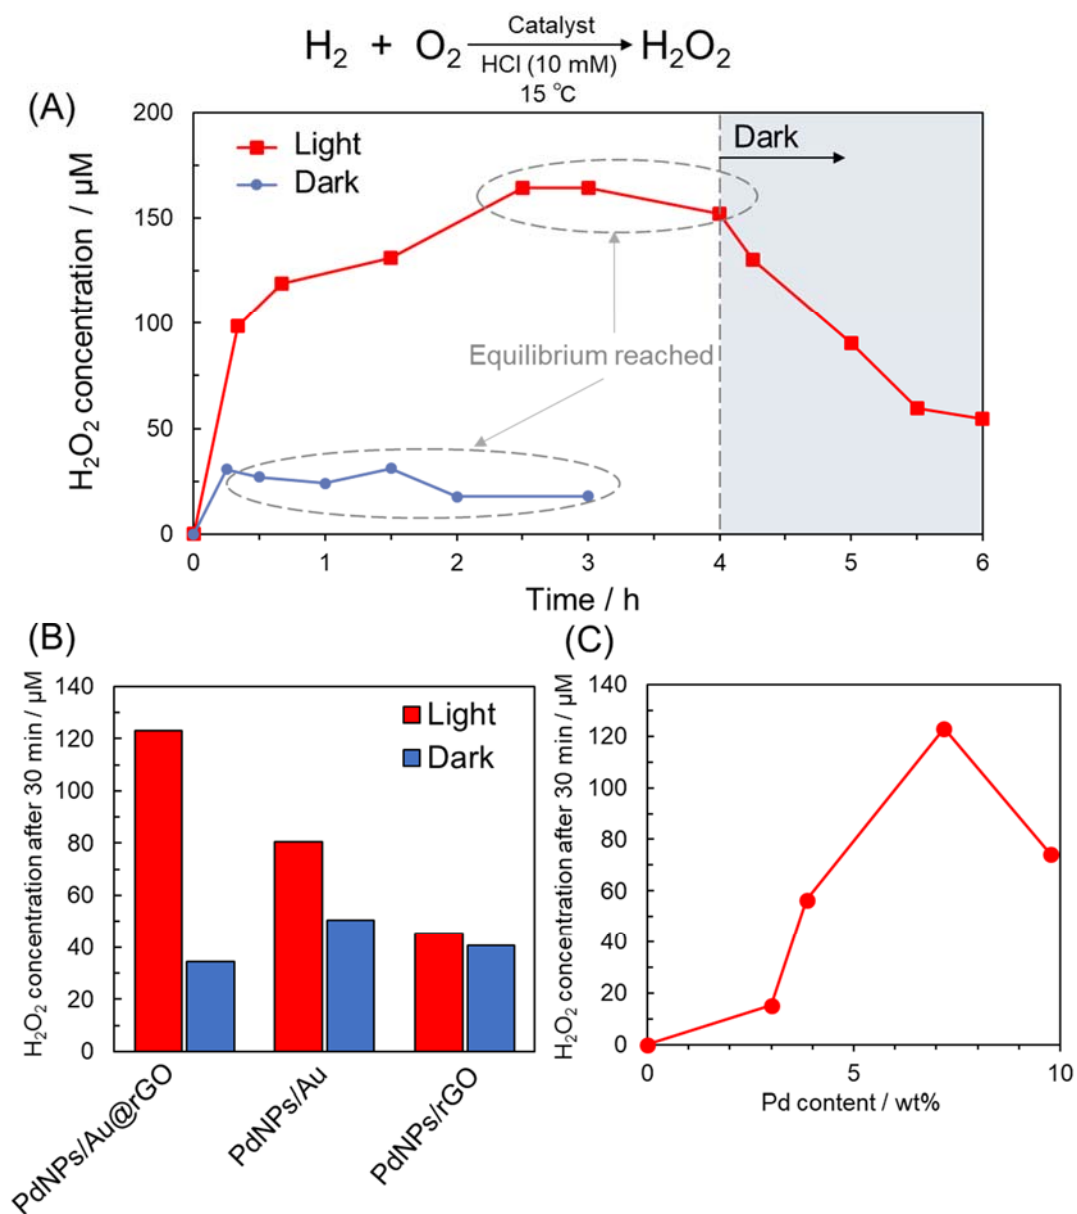 Catalyst
H₂ + O₂ → H₂O₂
HCl (10 mM)
15 °C
(A)
200
150
100
50
0
H₂O₂ concentration / μM
Light
Dark
Dark
Equilibrium reached
0 1 2 3 4 5 6
Time / h
(B)
140
120
100
80
60
40
20
0
H₂O₂ concentration after 30 min / μM
Light
Dark
PdNPs/Au@rGO
PdNPs/Au
PdNPs/rGO
(C)
140
120
100
80
60
40
20
0
H₂O₂ concentration after 30 min / μM
0 5 10
Pd content / wt%